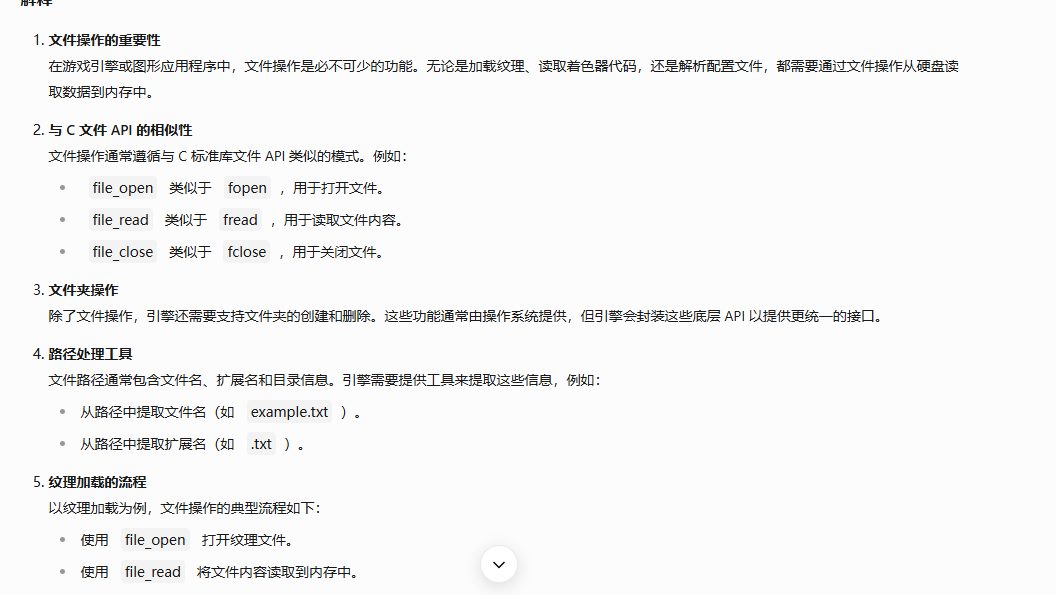 解释
1. 文件操作的重要性
在游戏引擎或图形应用程序中，文件操作是必不可少的功能。无论是加载纹理、读取着色器代码，还是解析配置文件，都需要通过文件操作从硬盘读
取数据到内存中。
2. 与 C 文件 API 的相似性
文件操作通常遵循与 C 标准库文件 API 类似的模式。例如：
• file_open 类似于 fopen ，用于打开文件。
• file_read 类似于 fread ，用于读取文件内容。
• file_close 类似于 fclose ，用于关闭文件。
3. 文件夹操作
除了文件操作，引擎还需要支持文件夹的创建和删除。这些功能通常由操作系统提供，但引擎会封装这些底层 API 以提供更统一的接口。
4. 路径处理工具
文件路径通常包含文件名、扩展名和目录信息。引擎需要提供工具来提取这些信息，例如：
• 从路径中提取文件名（如 example.txt ）。
• 从路径中提取扩展名（如 .txt ）。
5. 纹理加载的流程
以纹理加载为例，文件操作的典型流程如下：
• 使用 file_open 打开纹理文件。
• 使用 file_read 将文件内容读取到内存中。